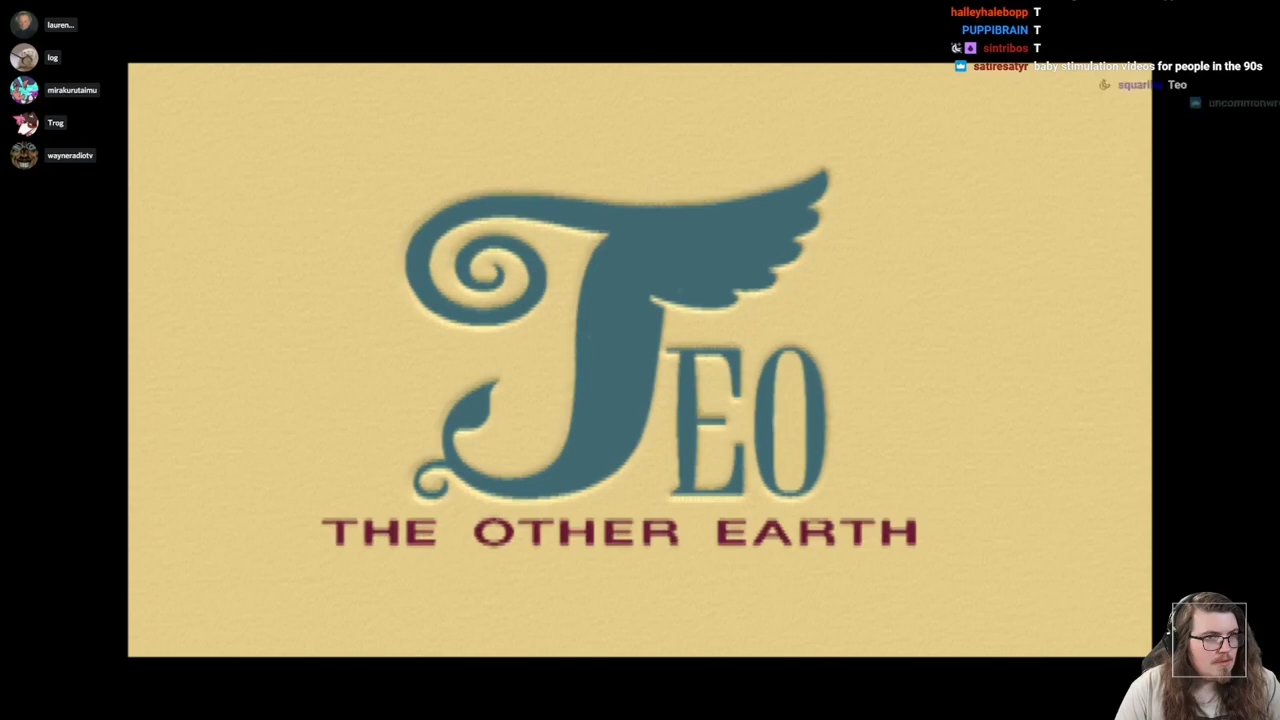 lauren...
log
mirakurutaimu
Trog
wayneradiotv
halleyhalebopp T
PUPPIBRAIN T
sintribos T
satiresatyr baby stimulation videos for people in the 90s
Teo
TEO
THE OTHER EARTH